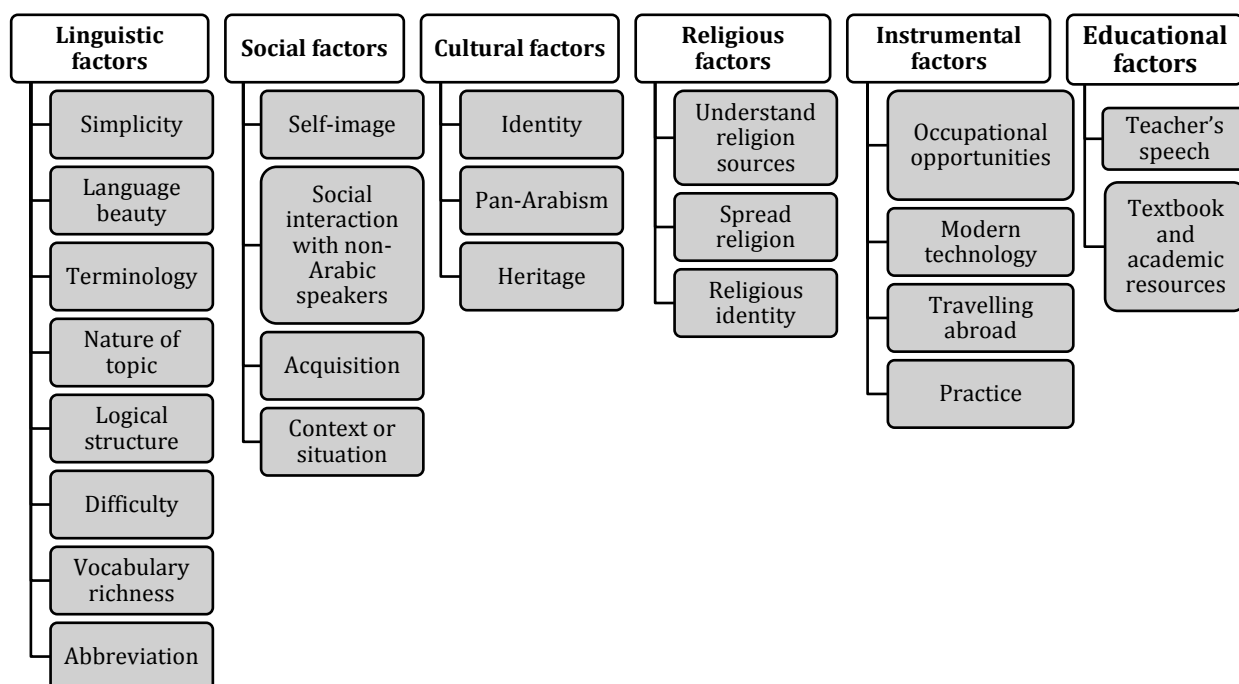 Linguistic
factors
Simplicity
Language
beauty
Terminology
Nature of
topic
Logical
structure
Difficulty
Vocabulary
richness
Abbreviation
Social factors
Self-image
Social
interaction
with non-
Arabic
speakers
Acquisition
Context or
situation
Cultural factors
Identity
Pan-Arabism
Heritage
Religious
factors
Understand
religion
sources
Spread
religion
Religious
identity
Instrumental
factors
Occupational
opportunities
Modern
technology
Travelling
abroad
Practice
Educational
factors
Teacher’s
speech
Textbook
and
academic
resources